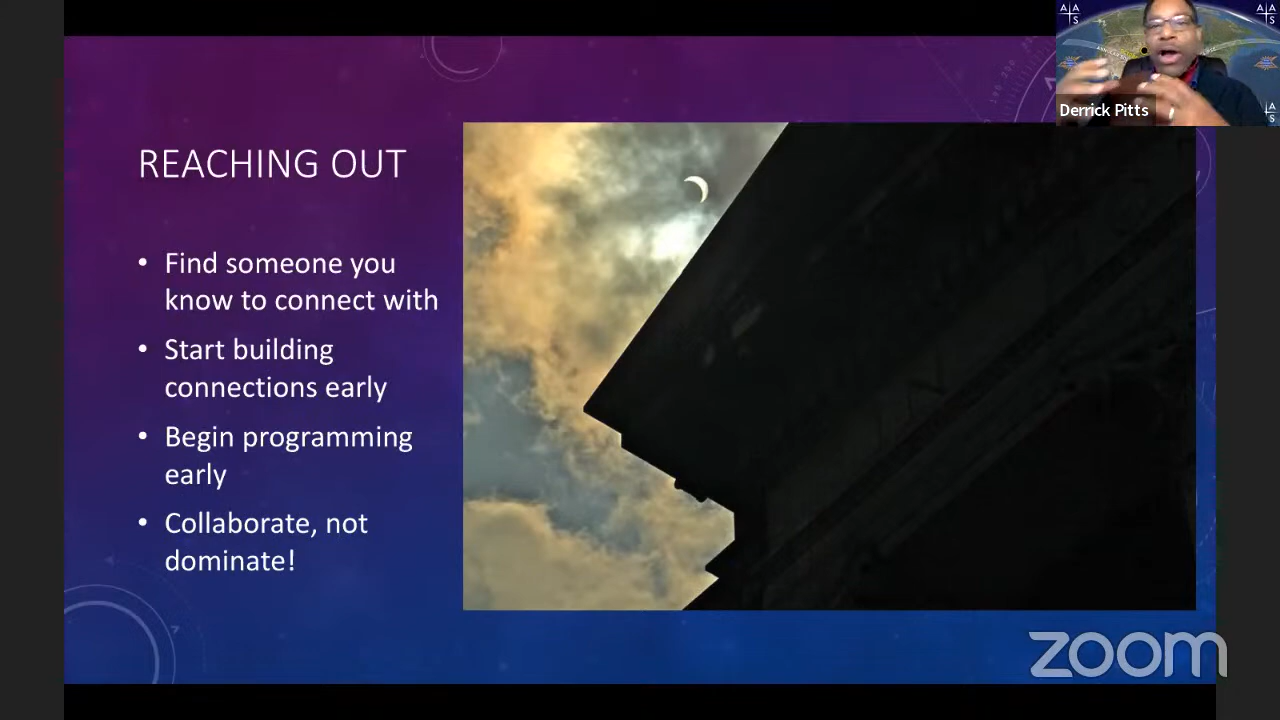 REACHING OUT
• Find someone you
know to connect with
• Start building
connections early
• Begin programming
early
• Collaborate, not
dominate!
A A
S
A A
S
A
S
Derrick Pitts
zoom